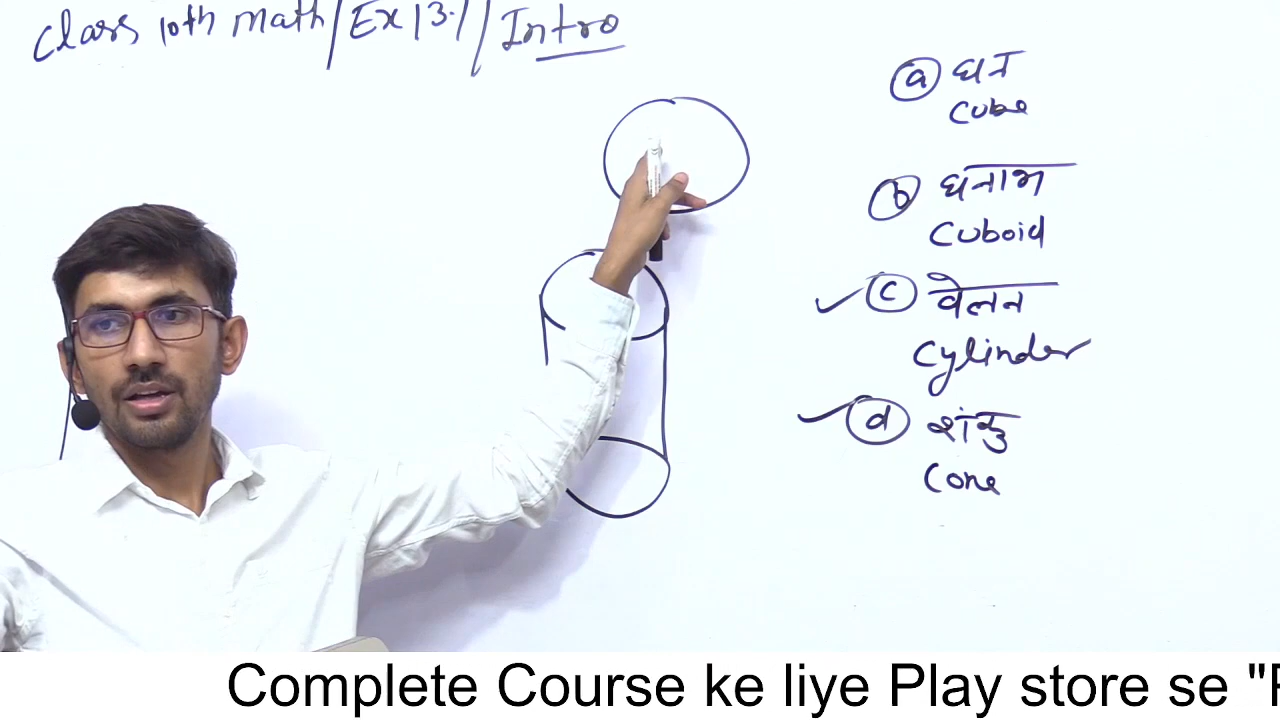 Class 10th math/Ex 13.1//Intro
(a) घन
Cube
(b) घनाभ
Cuboid
✓ (c) वेलन
Cylinder
✓ (d) शंकु
Cone
Complete Course ke liye Play store se "P